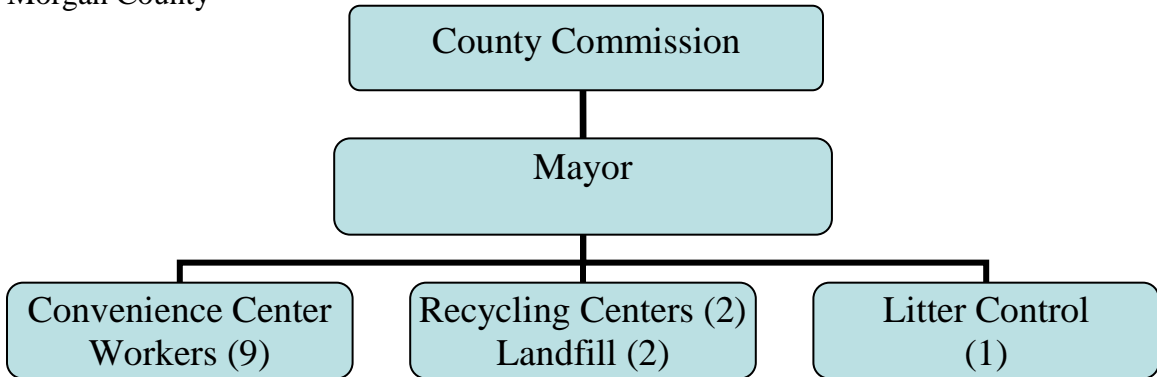 Morgan County
County Commission
Mayor
Convenience Center
Workers (9)
Recycling Centers (2)
Landfill (2)
Litter Control
(1)